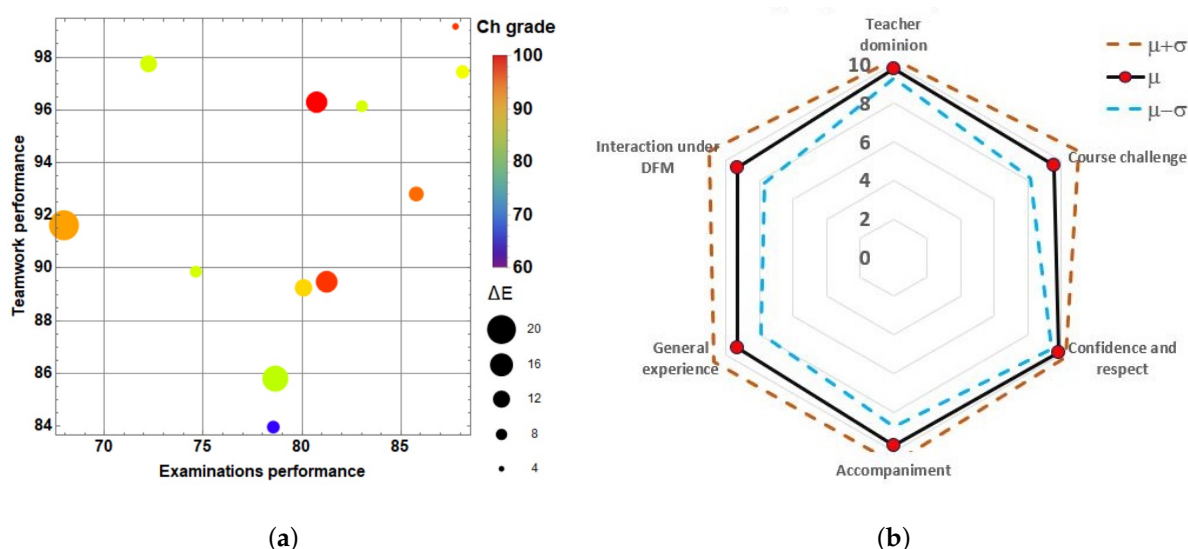 Ch grade
100
90
80
70
60
ΔE
20
16
12
8
4
Teamwork performance
98
96
94
92
90
88
86
84
70
75
80
85
Examinations performance
(a)
Teacher
dominion
μ+σ
μ
μ−σ
10
8
6
4
2
0
Interaction under
DFM
Course challenge
General
experience
Confidence and
respect
Accompaniment
(b)